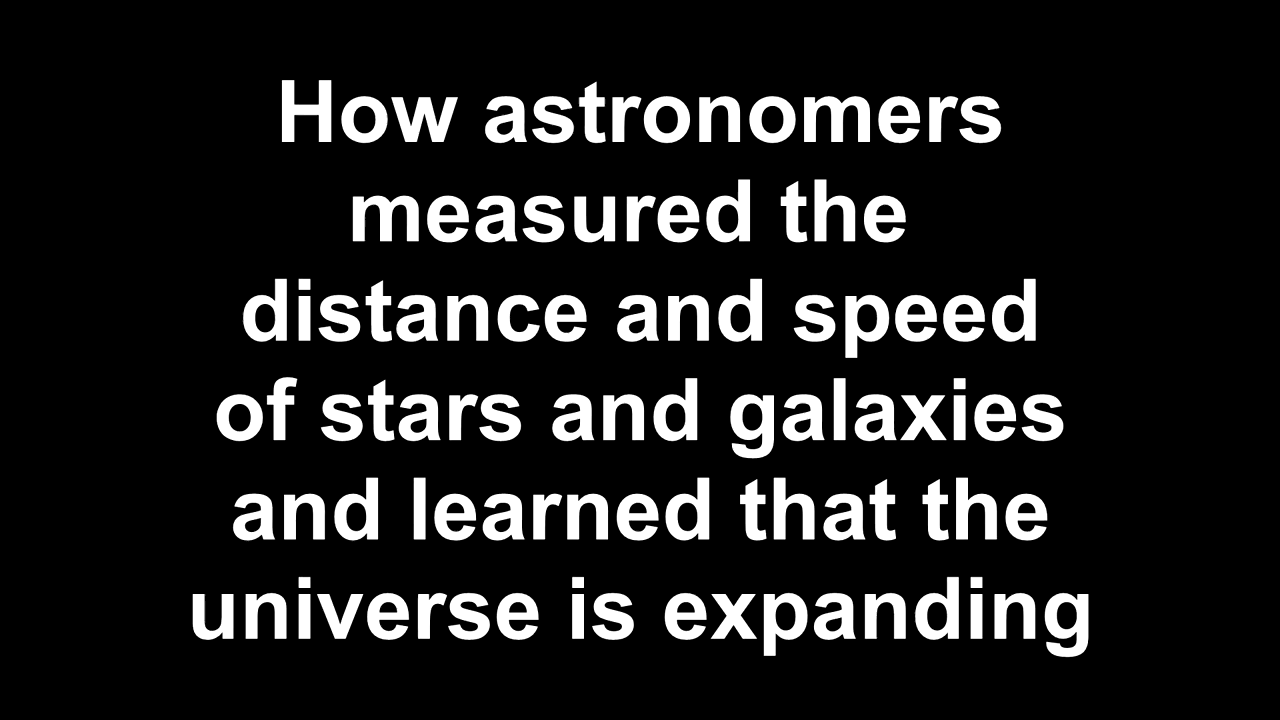 How astronomers
measured the
distance and speed
of stars and galaxies
and learned that the
universe is expanding